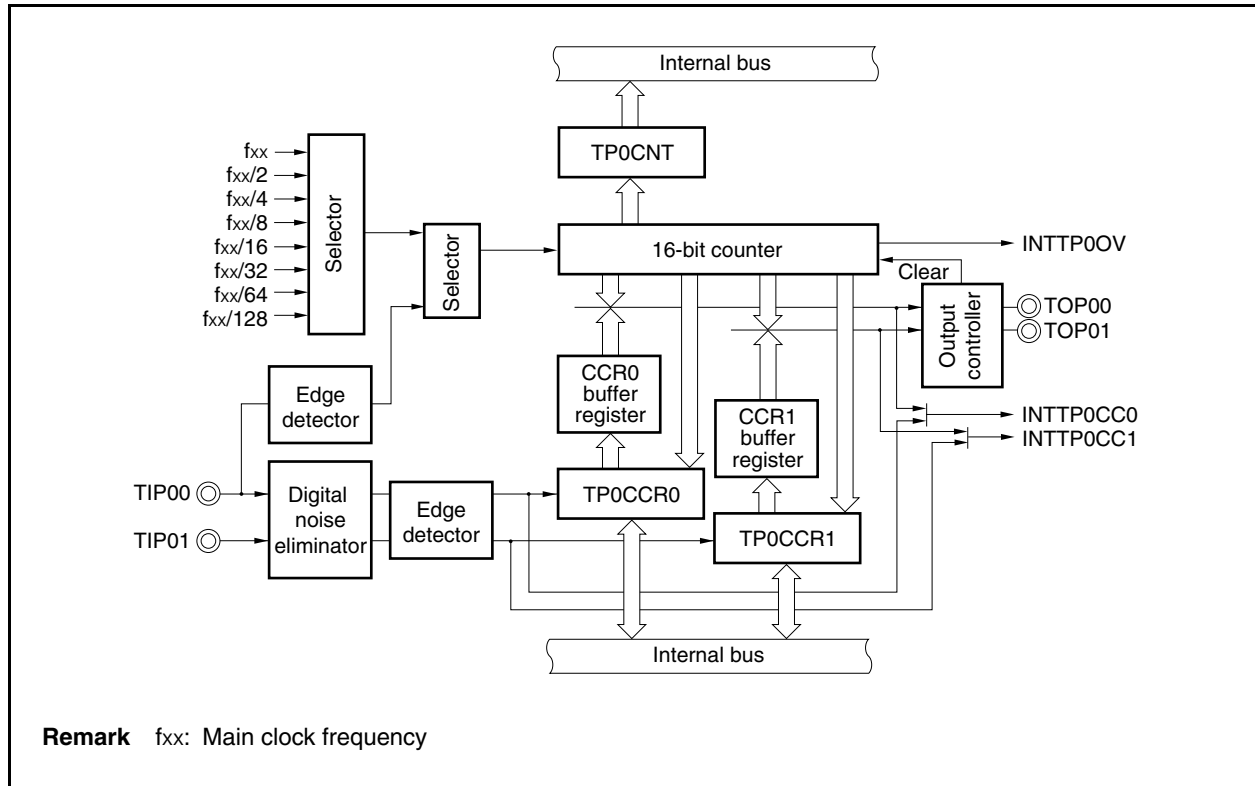 Internal bus
TP0CNT
fxx
fxx/2
fxx/4
fxx/8
fxx/16
fxx/32
fxx/64
fxx/128
Selector
Selector
16-bit counter
INTTP0OV
Clear
TOP00
TOP01
Output
controller
CCR0
buffer
register
CCR1
buffer
register
INTTP0CC0
INTTP0CC1
Edge
detector
TIP00
TIP01
Digital
noise
eliminator
Edge
detector
TP0CCR0
TP0CCR1
Internal bus
Remark fxx: Main clock frequency